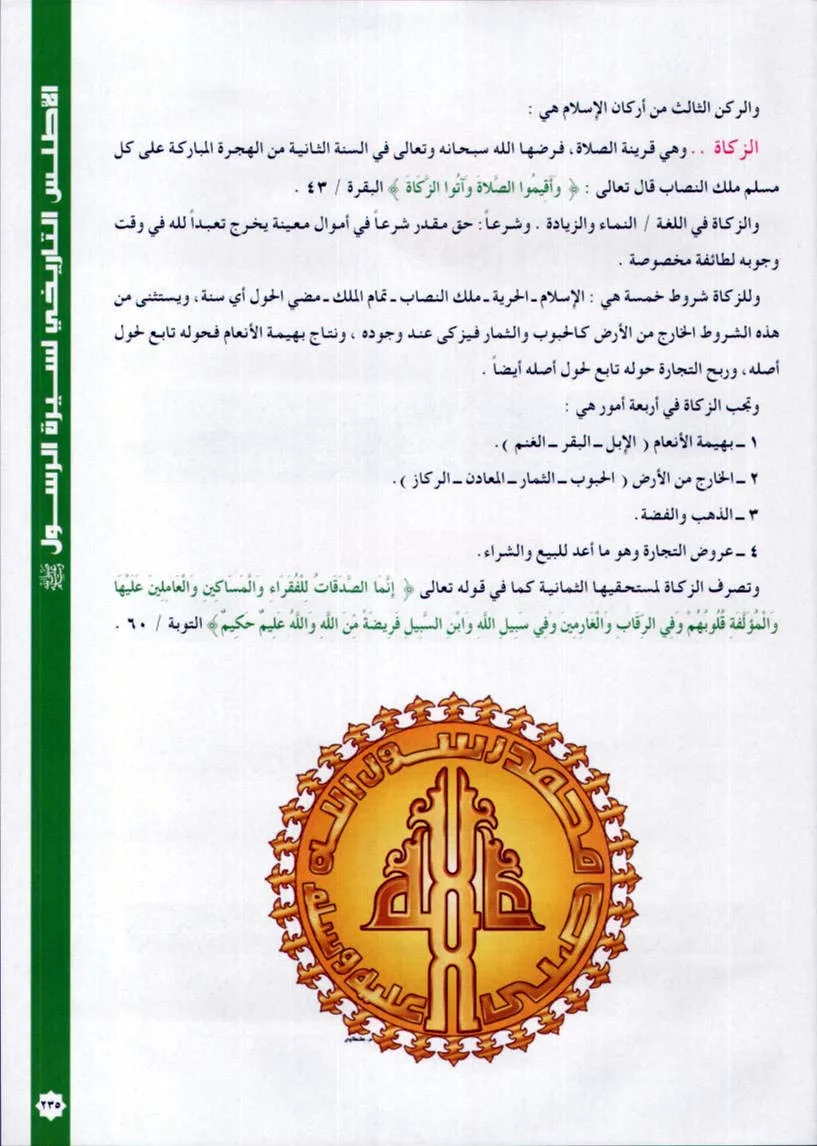 والركن الثالث من أركان الإسلام هي :
الزكاة .. وهي قرينة الصلاة، فرضها الله سبحانه وتعالى في السنة الثانية من الهجرة المباركة على كل
مسلم ملك النصاب قال تعالى : ﴿ وَأَقِيمُوا الصَّلاةَ وَآتُوا الزَّكَاةَ ﴾ البقرة / ٤٣ .
والزكاة في اللغة / النماء والزيادة . وشرعاً: حق مقدر شرعاً في أموال معينة يخرج تعبداً لله في وقت
وجوبه لطائفة مخصوصة .
وللزكاة شروط خمسة هي : الإسلام ـ الحرية ـ ملك النصاب ـ تمام الملك ـ مضي الحول أي سنة، ويستثنى من
هذه الشروط الخارج من الأرض كالحبوب والثمار فيزكى عند وجوده ، ونتاج بهيمة الأنعام فحوله تابع لحول
أصله، وربح التجارة حوله تابع لحول أصله أيضاً .
وتجب الزكاة في أربعة أمور هي :
١ ـ بهيمة الأنعام ( الإبل ـ البقر ـ الغنم ).
٢ ـ الخارج من الأرض ( الحبوب ـ الثمار ـ المعادن ـ الركاز ).
٣ ـ الذهب والفضة.
٤ ـ عروض التجارة وهو ما أعد للبيع والشراء.
وتصرف الزكاة لمستحقيها الثمانية كما في قوله تعالى ﴿ إِنَّمَا الصَّدَقَاتُ لِلْفُقَرَاءِ وَالْمَسَاكِينِ وَالْعَامِلِينَ عَلَيْهَا
وَالْمُؤَلَّفَةِ قُلُوبُهُمْ وَفِي الرِّقَابِ وَالْغَارِمِينَ وَفِي سَبِيلِ اللَّهِ وَابْنِ السَّبِيلِ فَرِيضَةً مِّنَ اللَّهِ وَاللَّهُ عَلِيمٌ حَكِيمٌ ﴾ التوبة / ٦٠ .
محمد رسول الله
صلى
الله
عليه وسلم
الأطلس التاريخي لسيرة الرسول ﷺ
٢٣٥